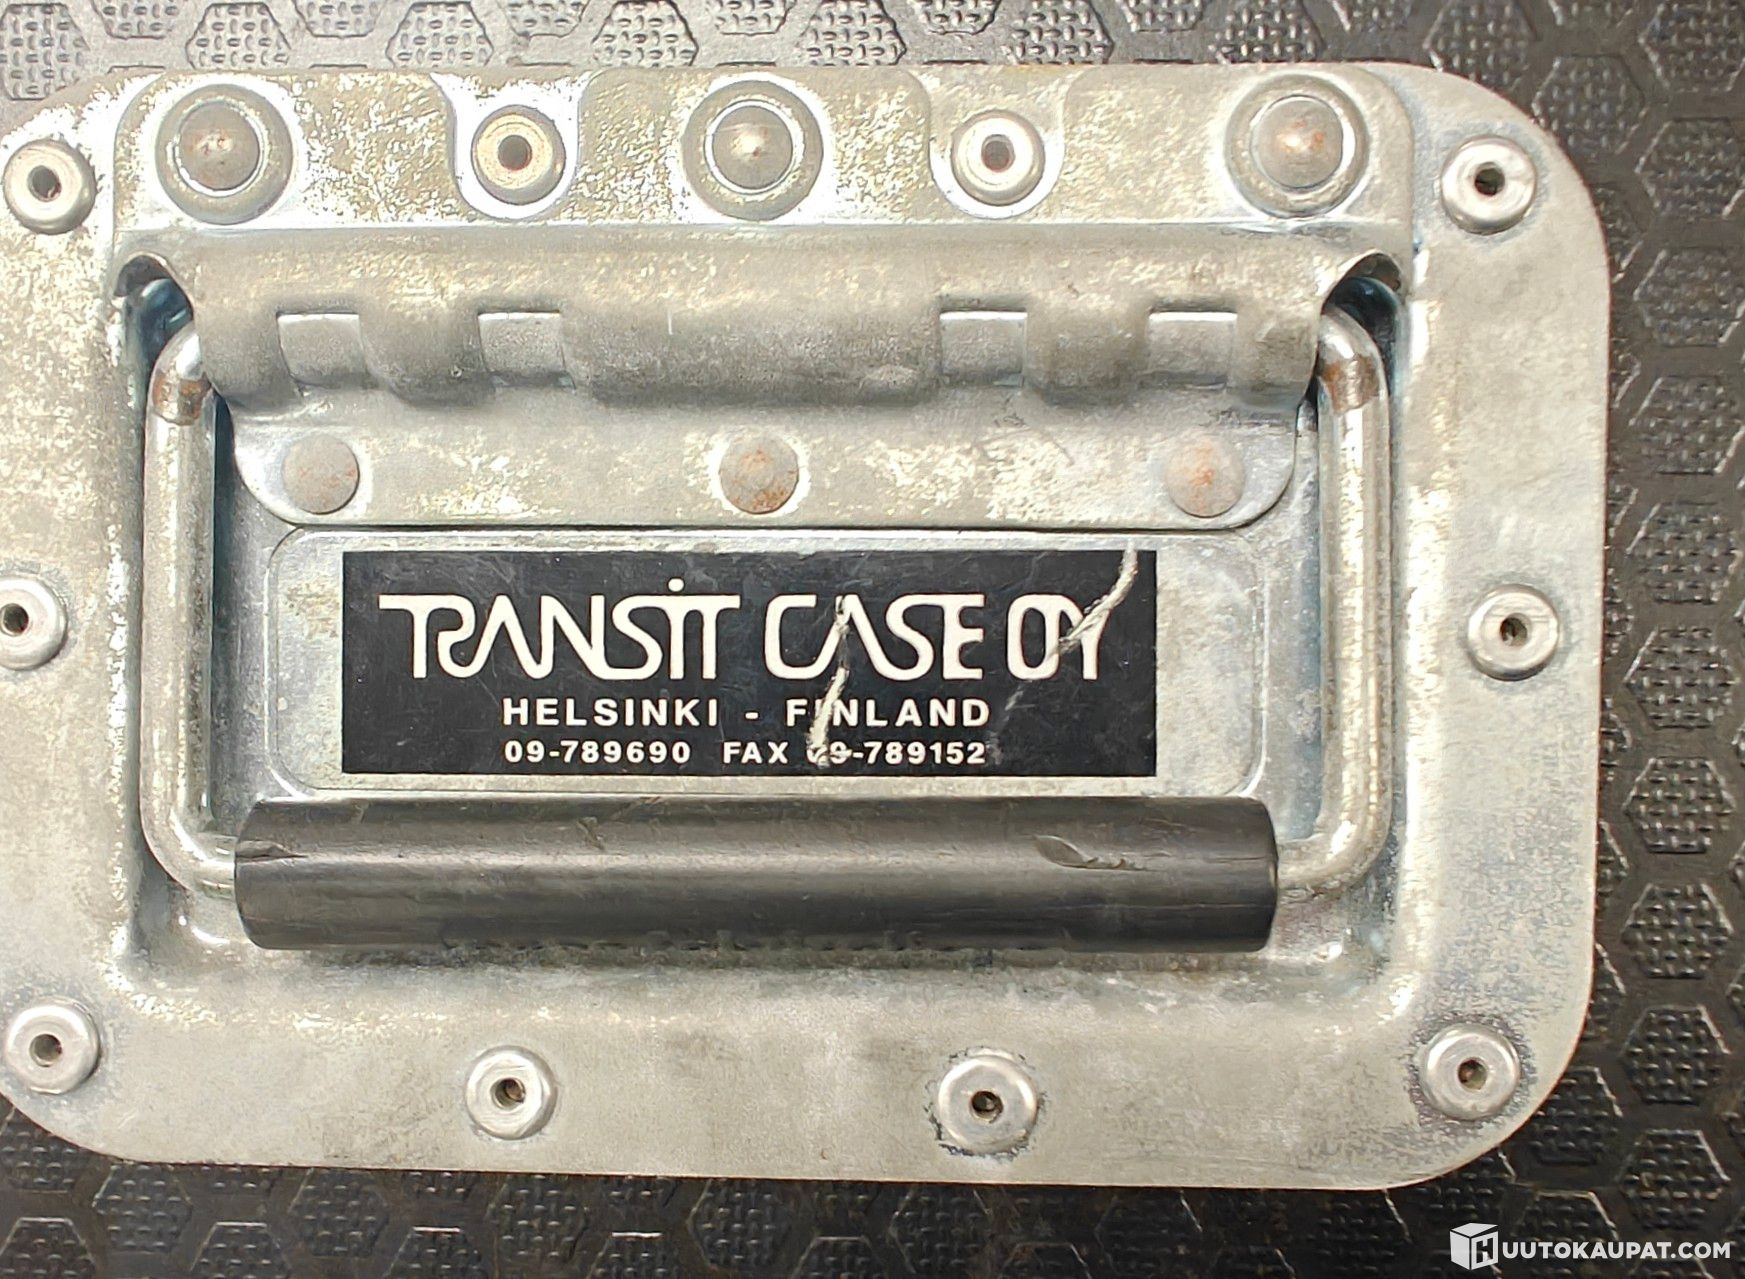 TRANSIT CASE OY
HELSINKI - FINLAND
09-789690 FAX 09-789152
HUUTOKAUPAT.COM